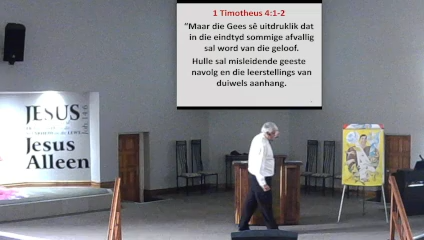 1 Timotheus 4:1-2
"Maar die Gees sê uitdruklik dat
in die eindtyd sommige afvallig
sal word van die geloof.
Hulle sal misleidende geeste
navolg en die leerstellings van
duiwels aanhang.
JESUS
Jesus
Alleen